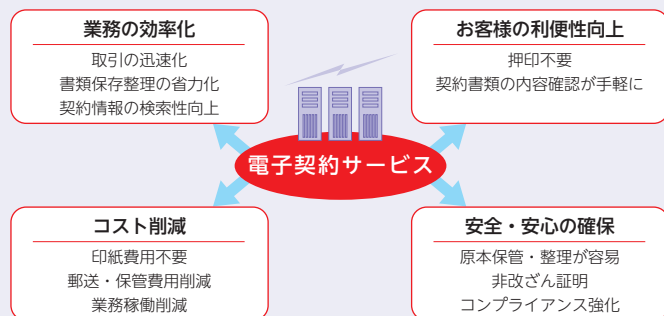 業務の効率化
取引の迅速化
書類保存整理の省力化
契約情報の検索性向上
お客様の利便性向上
押印不要
契約書類の内容確認が手軽に
電子契約サービス
コスト削減
印紙費用不要
郵送・保管費用削減
業務稼働削減
安全・安心の確保
原本保管・整理が容易
非改ざん証明
コンプライアンス強化